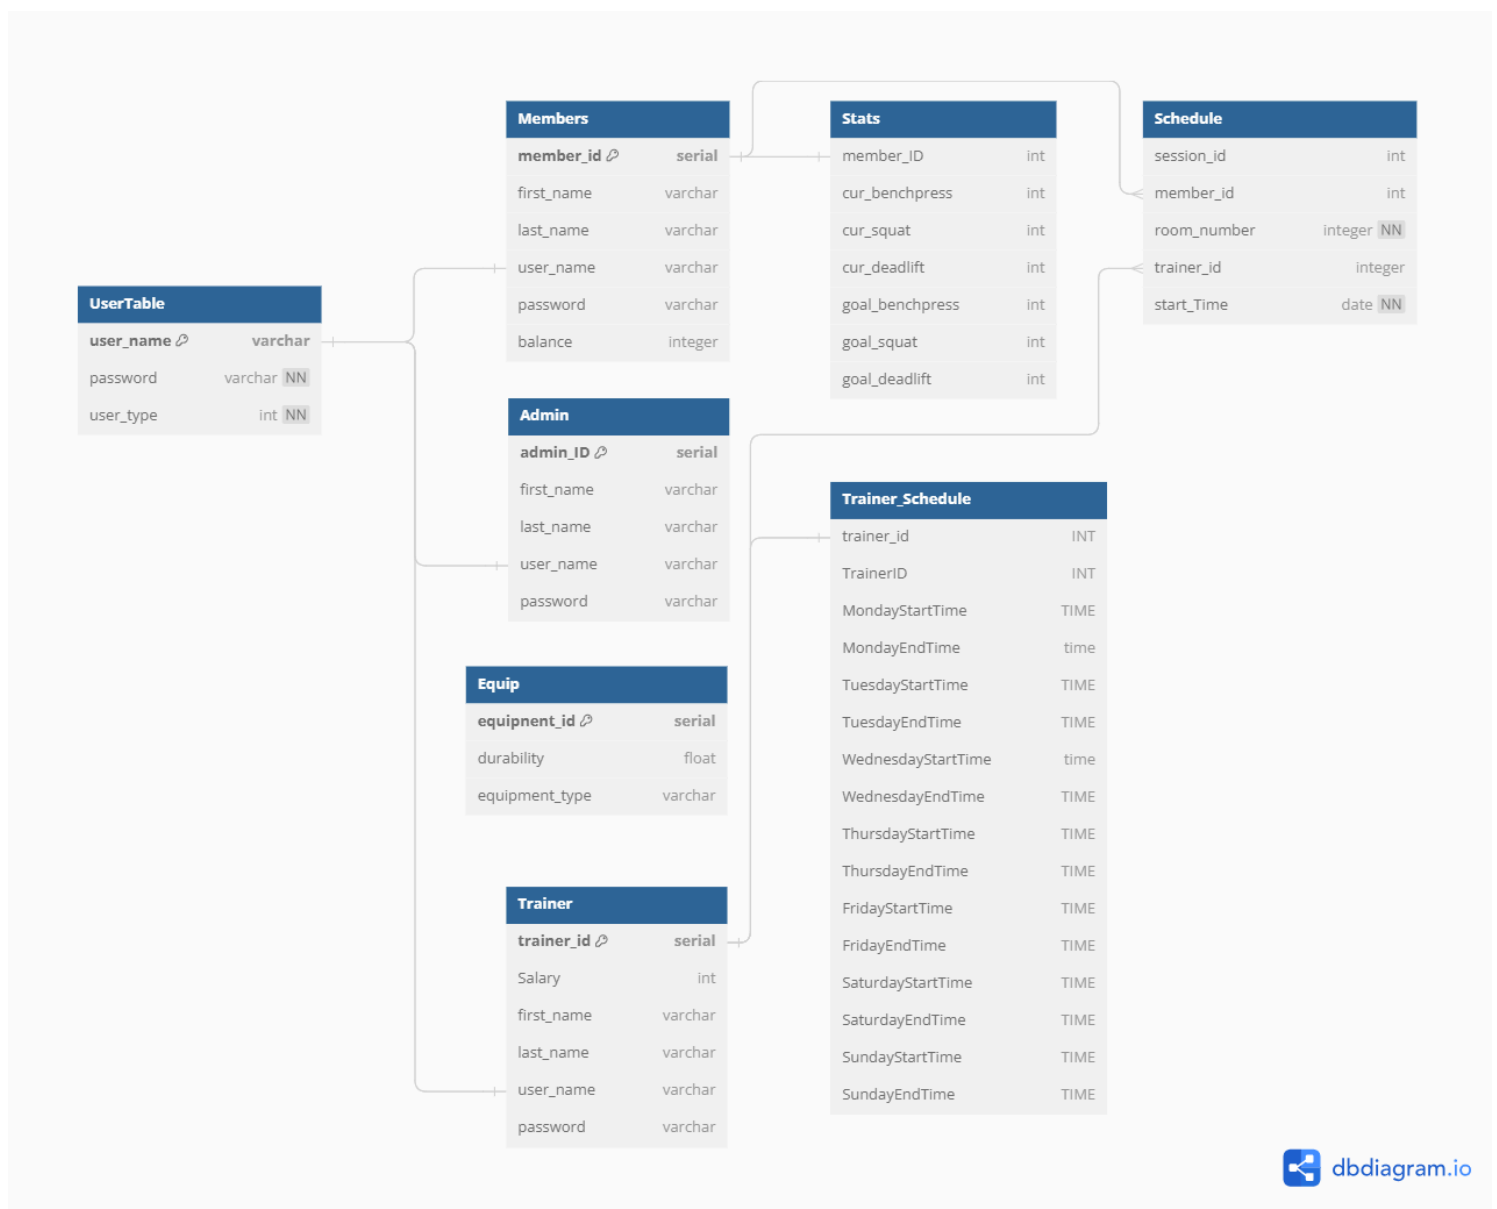 UserTable
user_name varchar
password varchar NN
user_type int NN
Members
member_id serial
first_name varchar
last_name varchar
user_name varchar
password varchar
balance integer
Admin
admin_ID serial
first_name varchar
last_name varchar
user_name varchar
password varchar
Equip
equipnent_id serial
durability float
equipment_type varchar
Trainer
trainer_id serial
Salary int
first_name varchar
last_name varchar
user_name varchar
password varchar
Stats
member_ID int
cur_benchpress int
cur_squat int
cur_deadlift int
goal_benchpress int
goal_squat int
goal_deadlift int
Trainer_Schedule
trainer_id INT
TrainerID INT
MondayStartTime TIME
MondayEndTime time
TuesdayStartTime TIME
TuesdayEndTime TIME
WednesdayStartTime time
WednesdayEndTime TIME
ThursdayStartTime TIME
ThursdayEndTime TIME
FridayStartTime TIME
FridayEndTime TIME
SaturdayStartTime TIME
SaturdayEndTime TIME
SundayStartTime TIME
SundayEndTime TIME
Schedule
session_id int
member_id int
room_number integer NN
trainer_id integer
start_Time date NN
dbdiagram.io